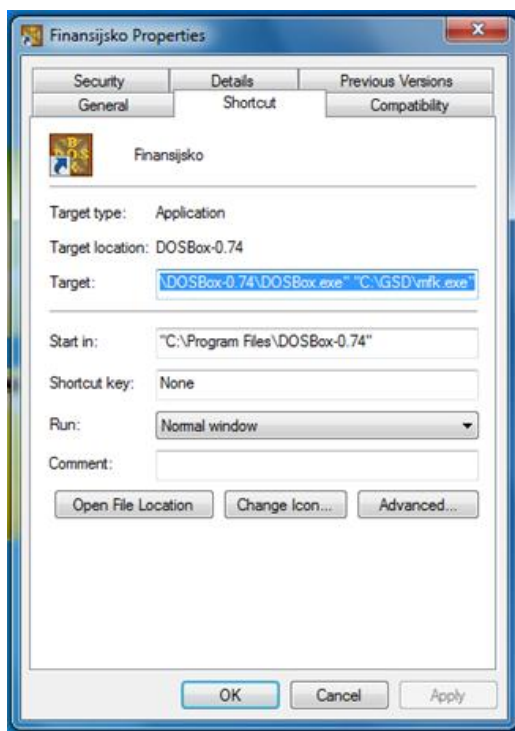 Finansijsko Properties
Security Details Previous Versions
General Shortcut Compatibility
Finansijsko
Target type: Application
Target location: DOSBox-0.74
Target: \DOSBox-0.74\DOSBox.exe" "C:\GSD\mfk.exe"
Start in: "C:\Program Files\DOSBox-0.74"
Shortcut key: None
Run: Normal window
Comment:
Open File Location Change Icon... Advanced...
OK Cancel Apply